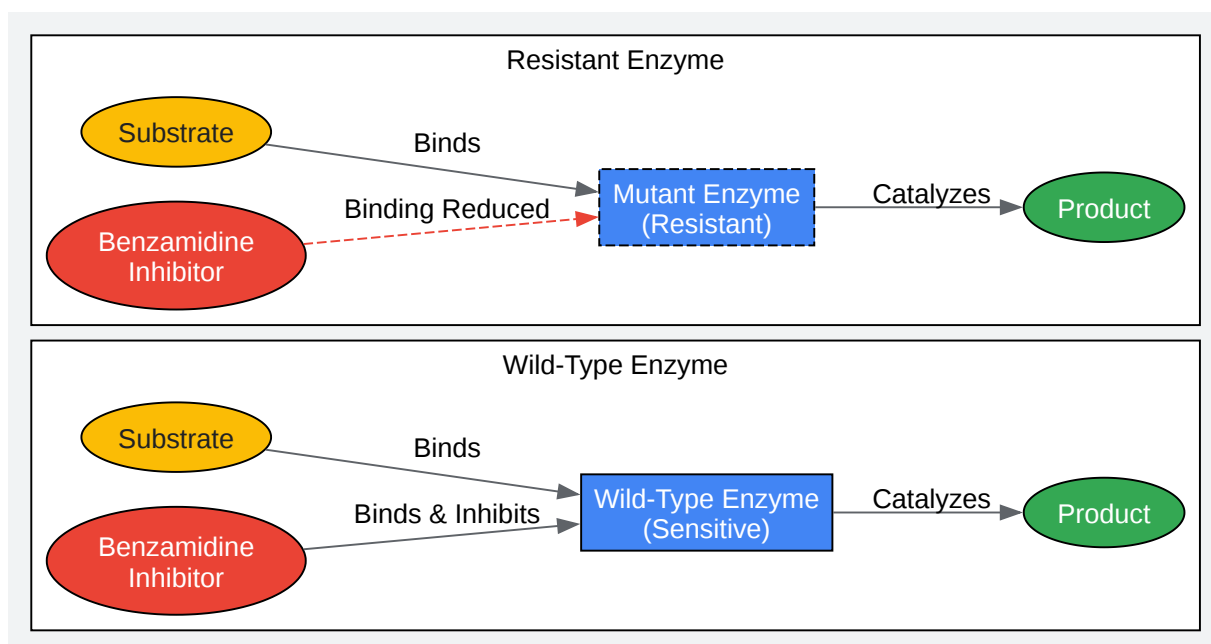 Resistant Enzyme
Substrate
Binds
Binding Reduced
Benzamidine
Inhibitor
Mutant Enzyme
(Resistant)
Catalyzes
Product
Wild-Type Enzyme
Substrate
Binds
Binds & Inhibits
Benzamidine
Inhibitor
Wild-Type Enzyme
(Sensitive)
Catalyzes
Product